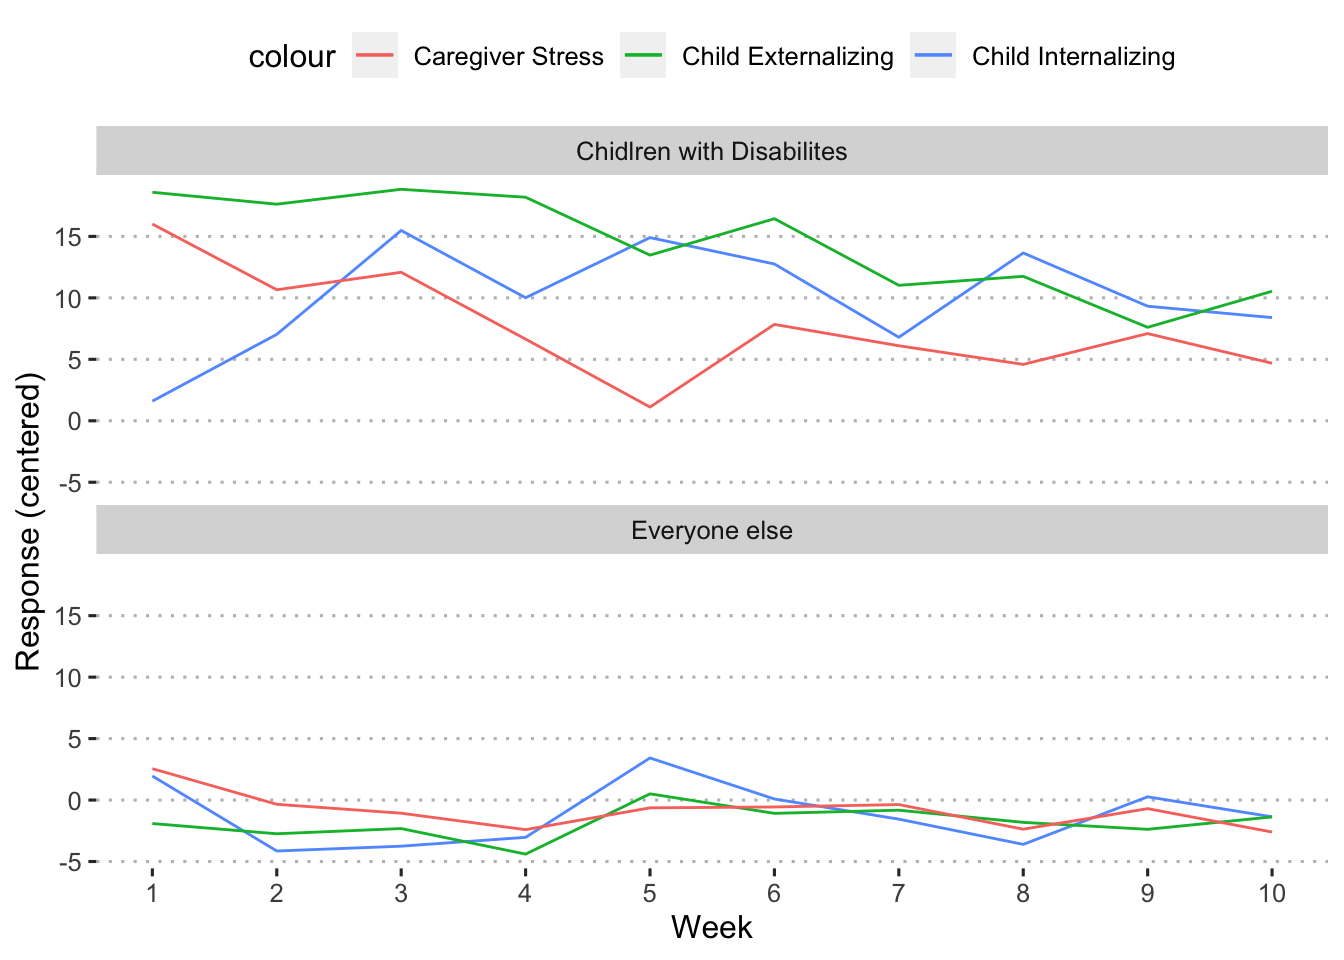 colour Caregiver Stress Child Externalizing Child Internalizing
Chidlren with Disabilites
15
10
5
0
-5
Response (centered)
Everyone else
15
10
5
0
-5
1 2 3 4 5 6 7 8 9 10
Week